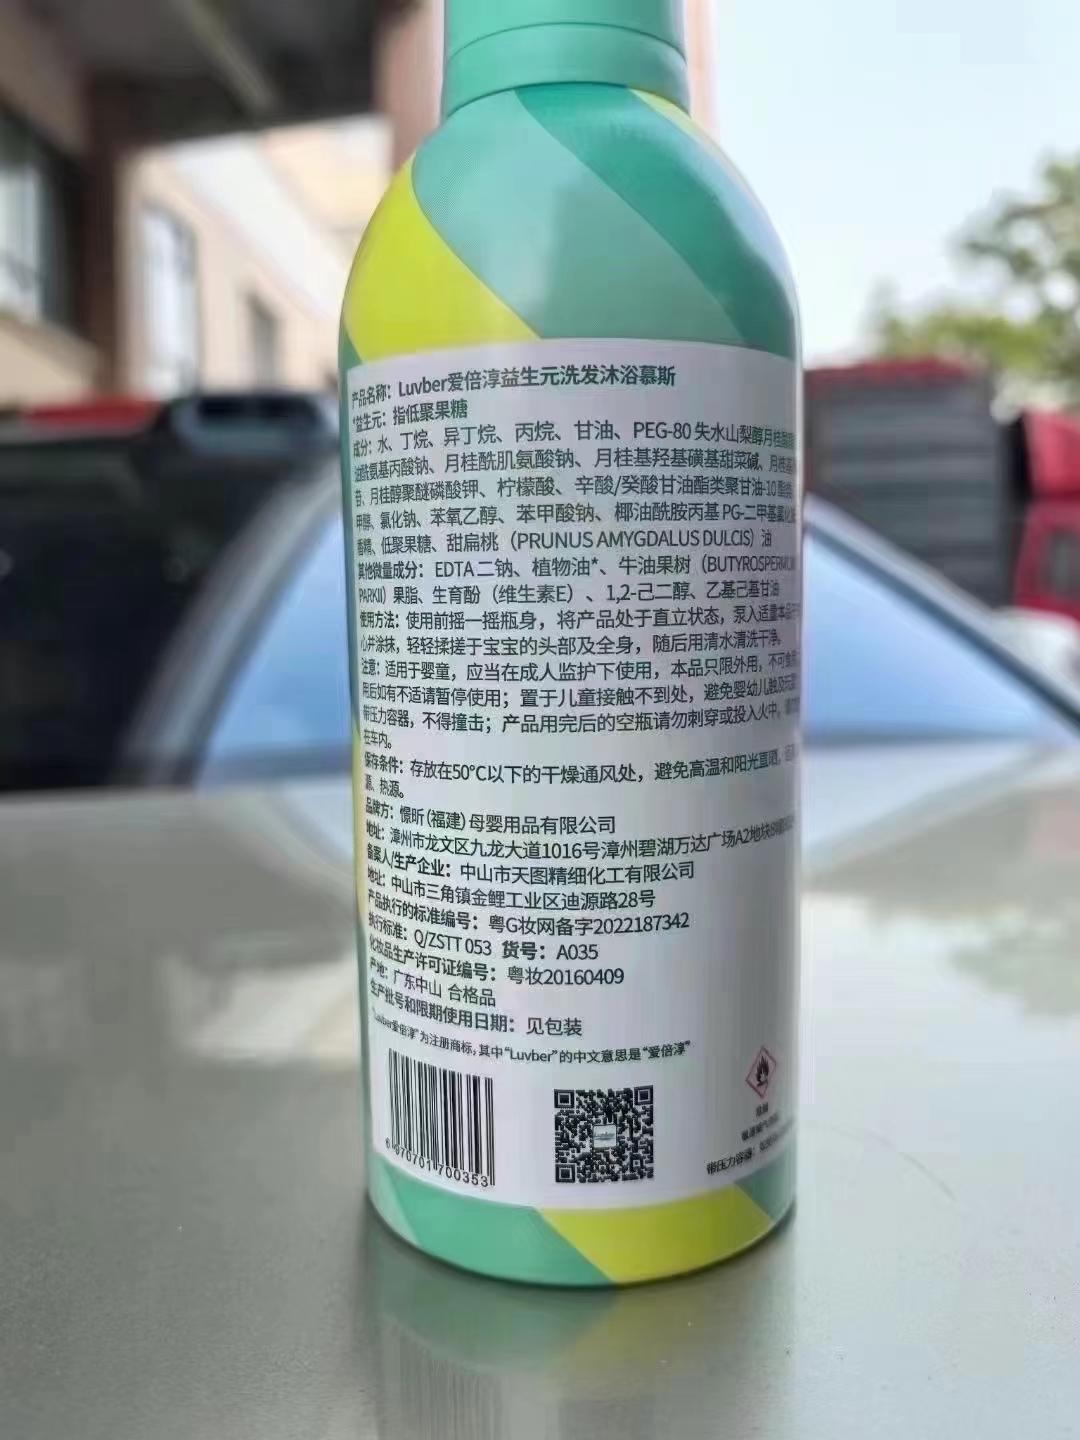 产品名称：Luvber爱倍淳益生元洗发沐浴慕斯
*益生元：指低聚果糖
成分：水、丁烷、异丁烷、丙烷、甘油、PEG-80 失水山梨醇月桂酸酯
油酰氨基丙酸钠、月桂酰肌氨酸钠、月桂基羟基磺基甜菜碱、月桂基
苷、月桂醇聚醚磷酸钾、柠檬酸、辛酸/癸酸甘油酯类聚甘油-10 酯类
甲醇、氯化钠、苯氧乙醇、苯甲酸钠、椰油酰胺丙基 PG-二甲基氯化
香精、低聚果糖、甜扁桃（PRUNUS AMYGDALUS DULCIS）油
其他微量成分：EDTA 二钠、植物油*、牛油果树（BUTYROSPERMUM
PARKII）果脂、生育酚（维生素E）、1,2-己二醇、乙基己基甘油
使用方法：使用前摇一摇瓶身，将产品处于直立状态，泵入适量本品于
心并涂抹，轻轻揉搓于宝宝的头部及全身，随后用清水清洗干净。
注意：适用于婴童，应当在成人监护下使用，本品只限外用，不可食用
用后如有不适请暂停使用；置于儿童接触不到处，避免婴幼儿触及玩
带压力容器，不得撞击；产品用完后的空瓶请勿刺穿或投入火中，
在车内。
保存条件：存放在50°C以下的干燥通风处，避免高温和阳光直晒，
源、热源。
品牌方：憬昕（福建）母婴用品有限公司
地址：漳州市龙文区九龙大道1016号漳州碧湖万达广场A2地块
备案人/生产企业：中山市天图精细化工有限公司
地址：中山市三角镇金鲤工业区迪源路28号
产品执行的标准编号：粤G妆网备字2022187342
执行标准：Q/ZSTT 053 货号：A035
化妆品生产许可证编号：粤妆20160409
产地：广东中山 合格品
生产批号和限期使用日期：见包装
"Luvber爱倍淳"为注册商标，其中"Luvber"的中文意思是"爱倍淳"
6 970701 700353
带压力容器：